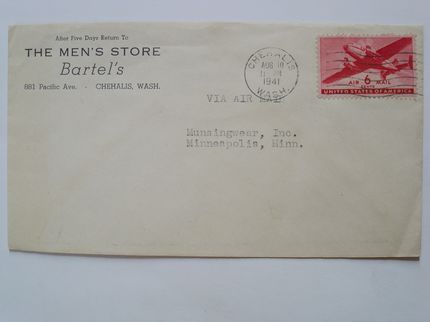 After Five Days Return To
THE MEN'S STORE
Bartel's
881 Pacific Ave. - CHEHALIS, WASH.
CHEHALIS
AUG 10
1941
WASH.
AIR 6¢ MAIL
UNITED STATES OF AMERICA
VIA AIR MAIL
Munsingwear, Inc.
Minneapolis, Minn.